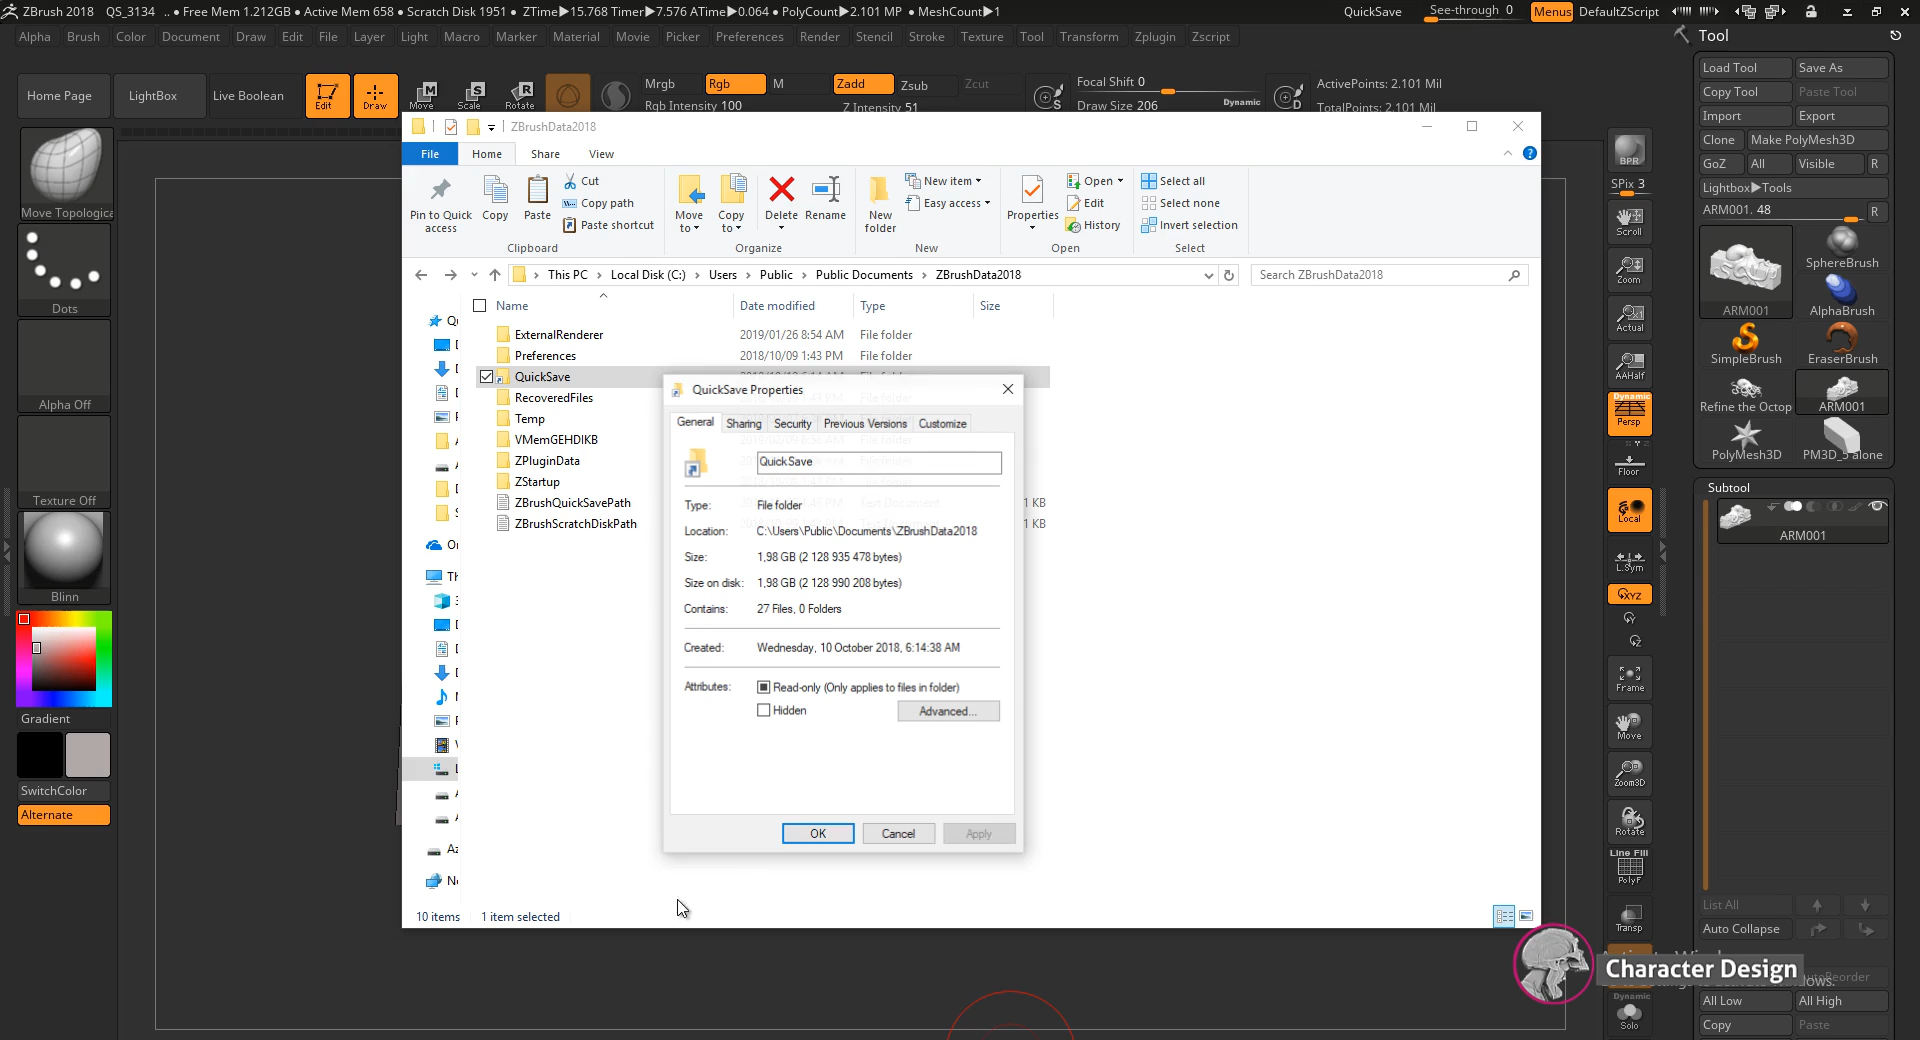 ZBrush 2018 QS_3134 .. • Free Mem 1.212GB • Active Mem 658 • Scratch Disk 1951 • ZTime▶15.768 Timer▶7.576 ATime▶0.064 • PolyCount▶2.101 MP • MeshCount▶1 QuickSave See-through 0 Menus DefaultZScript
Alpha Brush Color Document Draw Edit File Layer Light Macro Marker Material Movie Picker Preferences Render Stencil Stroke Texture Tool Transform Zplugin Zscript
Home Page LightBox Live Boolean Edit Draw Move Scale Rotate
Mrgb Rgb M Zadd Zsub Zcut
Rgb Intensity 100 Z Intensity 51
Focal Shift 0
Draw Size 206 Dynamic
ActivePoints: 2.101 Mil
TotalPoints: 2.101 Mil
Move Topologica
Dots
Alpha Off
Texture Off
Blinn
Gradient
SwitchColor
Alternate
ZBrushData2018
File Home Share View
Pin to Quick access
Copy
Paste
Cut
Copy path
Paste shortcut
Clipboard
Move to
Copy to
Delete
Rename
Organize
New folder
New item
Easy access
New
Properties
Open
Edit
History
Open
Select all
Select none
Invert selection
Select
This PC › Local Disk (C:) › Users › Public › Public Documents › ZBrushData2018
Search ZBrushData2018
Name Date modified Type Size
ExternalRenderer 2019/01/26 8:54 AM File folder
Preferences 2018/10/09 1:43 PM File folder
QuickSave
RecoveredFiles
Temp
VMemGEHDIKB
ZPluginData
ZStartup
ZBrushQuickSavePath 1 KB
ZBrushScratchDiskPath 1 KB
10 items 1 item selected
QuickSave Properties
General Sharing Security Previous Versions Customize
QuickSave
Type: File folder
Location: C:\Users\Public\Documents\ZBrushData2018
Size: 1,98 GB (2 128 935 478 bytes)
Size on disk: 1,98 GB (2 128 990 208 bytes)
Contains: 27 Files, 0 Folders
Created: Wednesday, 10 October 2018, 6:14:38 AM
Attributes: Read-only (Only applies to files in folder)
Hidden
Advanced...
OK Cancel Apply
BPR
SPix 3
Scroll
Zoom
Actual
AAHalf
Dynamic
Persp
Floor
Local
L.Sym
XYZ
Frame
Move
Zoom3D
Rotate
Line Fill
PolyF
Transp
Dynamic
Solo
Tool
Load Tool Save As
Copy Tool Paste Tool
Import Export
Clone Make PolyMesh3D
GoZ All Visible R
Lightbox▶Tools
ARM001. 48 R
ARM001
SphereBrush
AlphaBrush
SimpleBrush
EraserBrush
Refine the Octop
ARM001
PolyMesh3D
Subtool
ARM001
List All
Auto Collapse
Character Design
All Low All High
Copy Paste